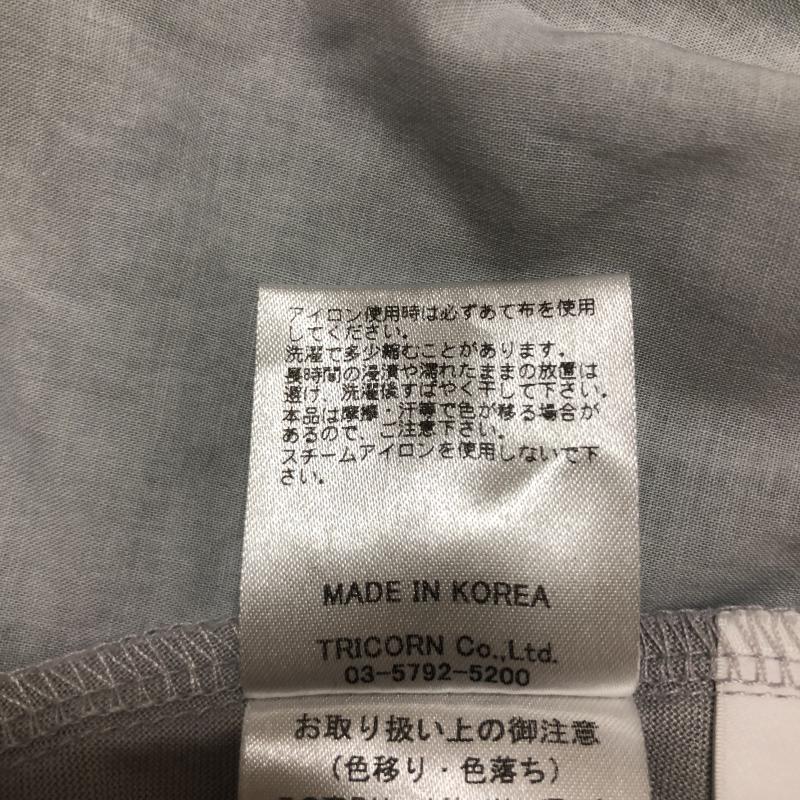 アイロン使用時は必ずあて布を使用
してください。
洗濯で多少縮むことがあります。
長時間の浸漬や濡れたままの放置は
避け、洗濯後すばやく干して下さい。
本品は摩擦・汗等で色が移る場合が
あるので、ご注意下さい。
スチームアイロンを使用しないで下
さい。
MADE IN KOREA
TRICORN Co.,Ltd.
03-5792-5200
お取り扱い上の御注意
(色移り・色落ち)